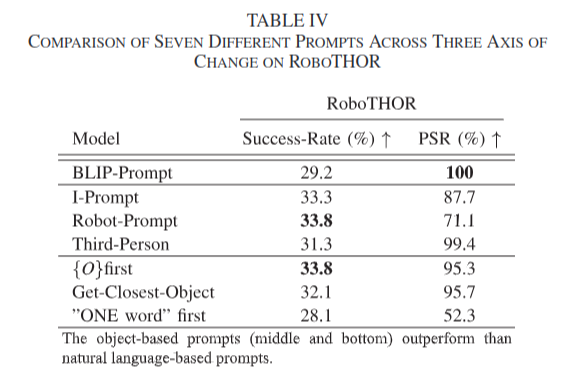 TABLE IV
COMPARISON OF SEVEN DIFFERENT PROMPTS ACROSS THREE AXIS OF
CHANGE ON ROBOTHOR
RoboTHOR
Model Success-Rate (%) ↑ PSR (%) ↑
BLIP-Prompt 29.2 100
I-Prompt 33.3 87.7
Robot-Prompt 33.8 71.1
Third-Person 31.3 99.4
{O}first 33.8 95.3
Get-Closest-Object 32.1 95.7
"ONE word" first 28.1 52.3
The object-based prompts (middle and bottom) outperform than
natural language-based prompts.